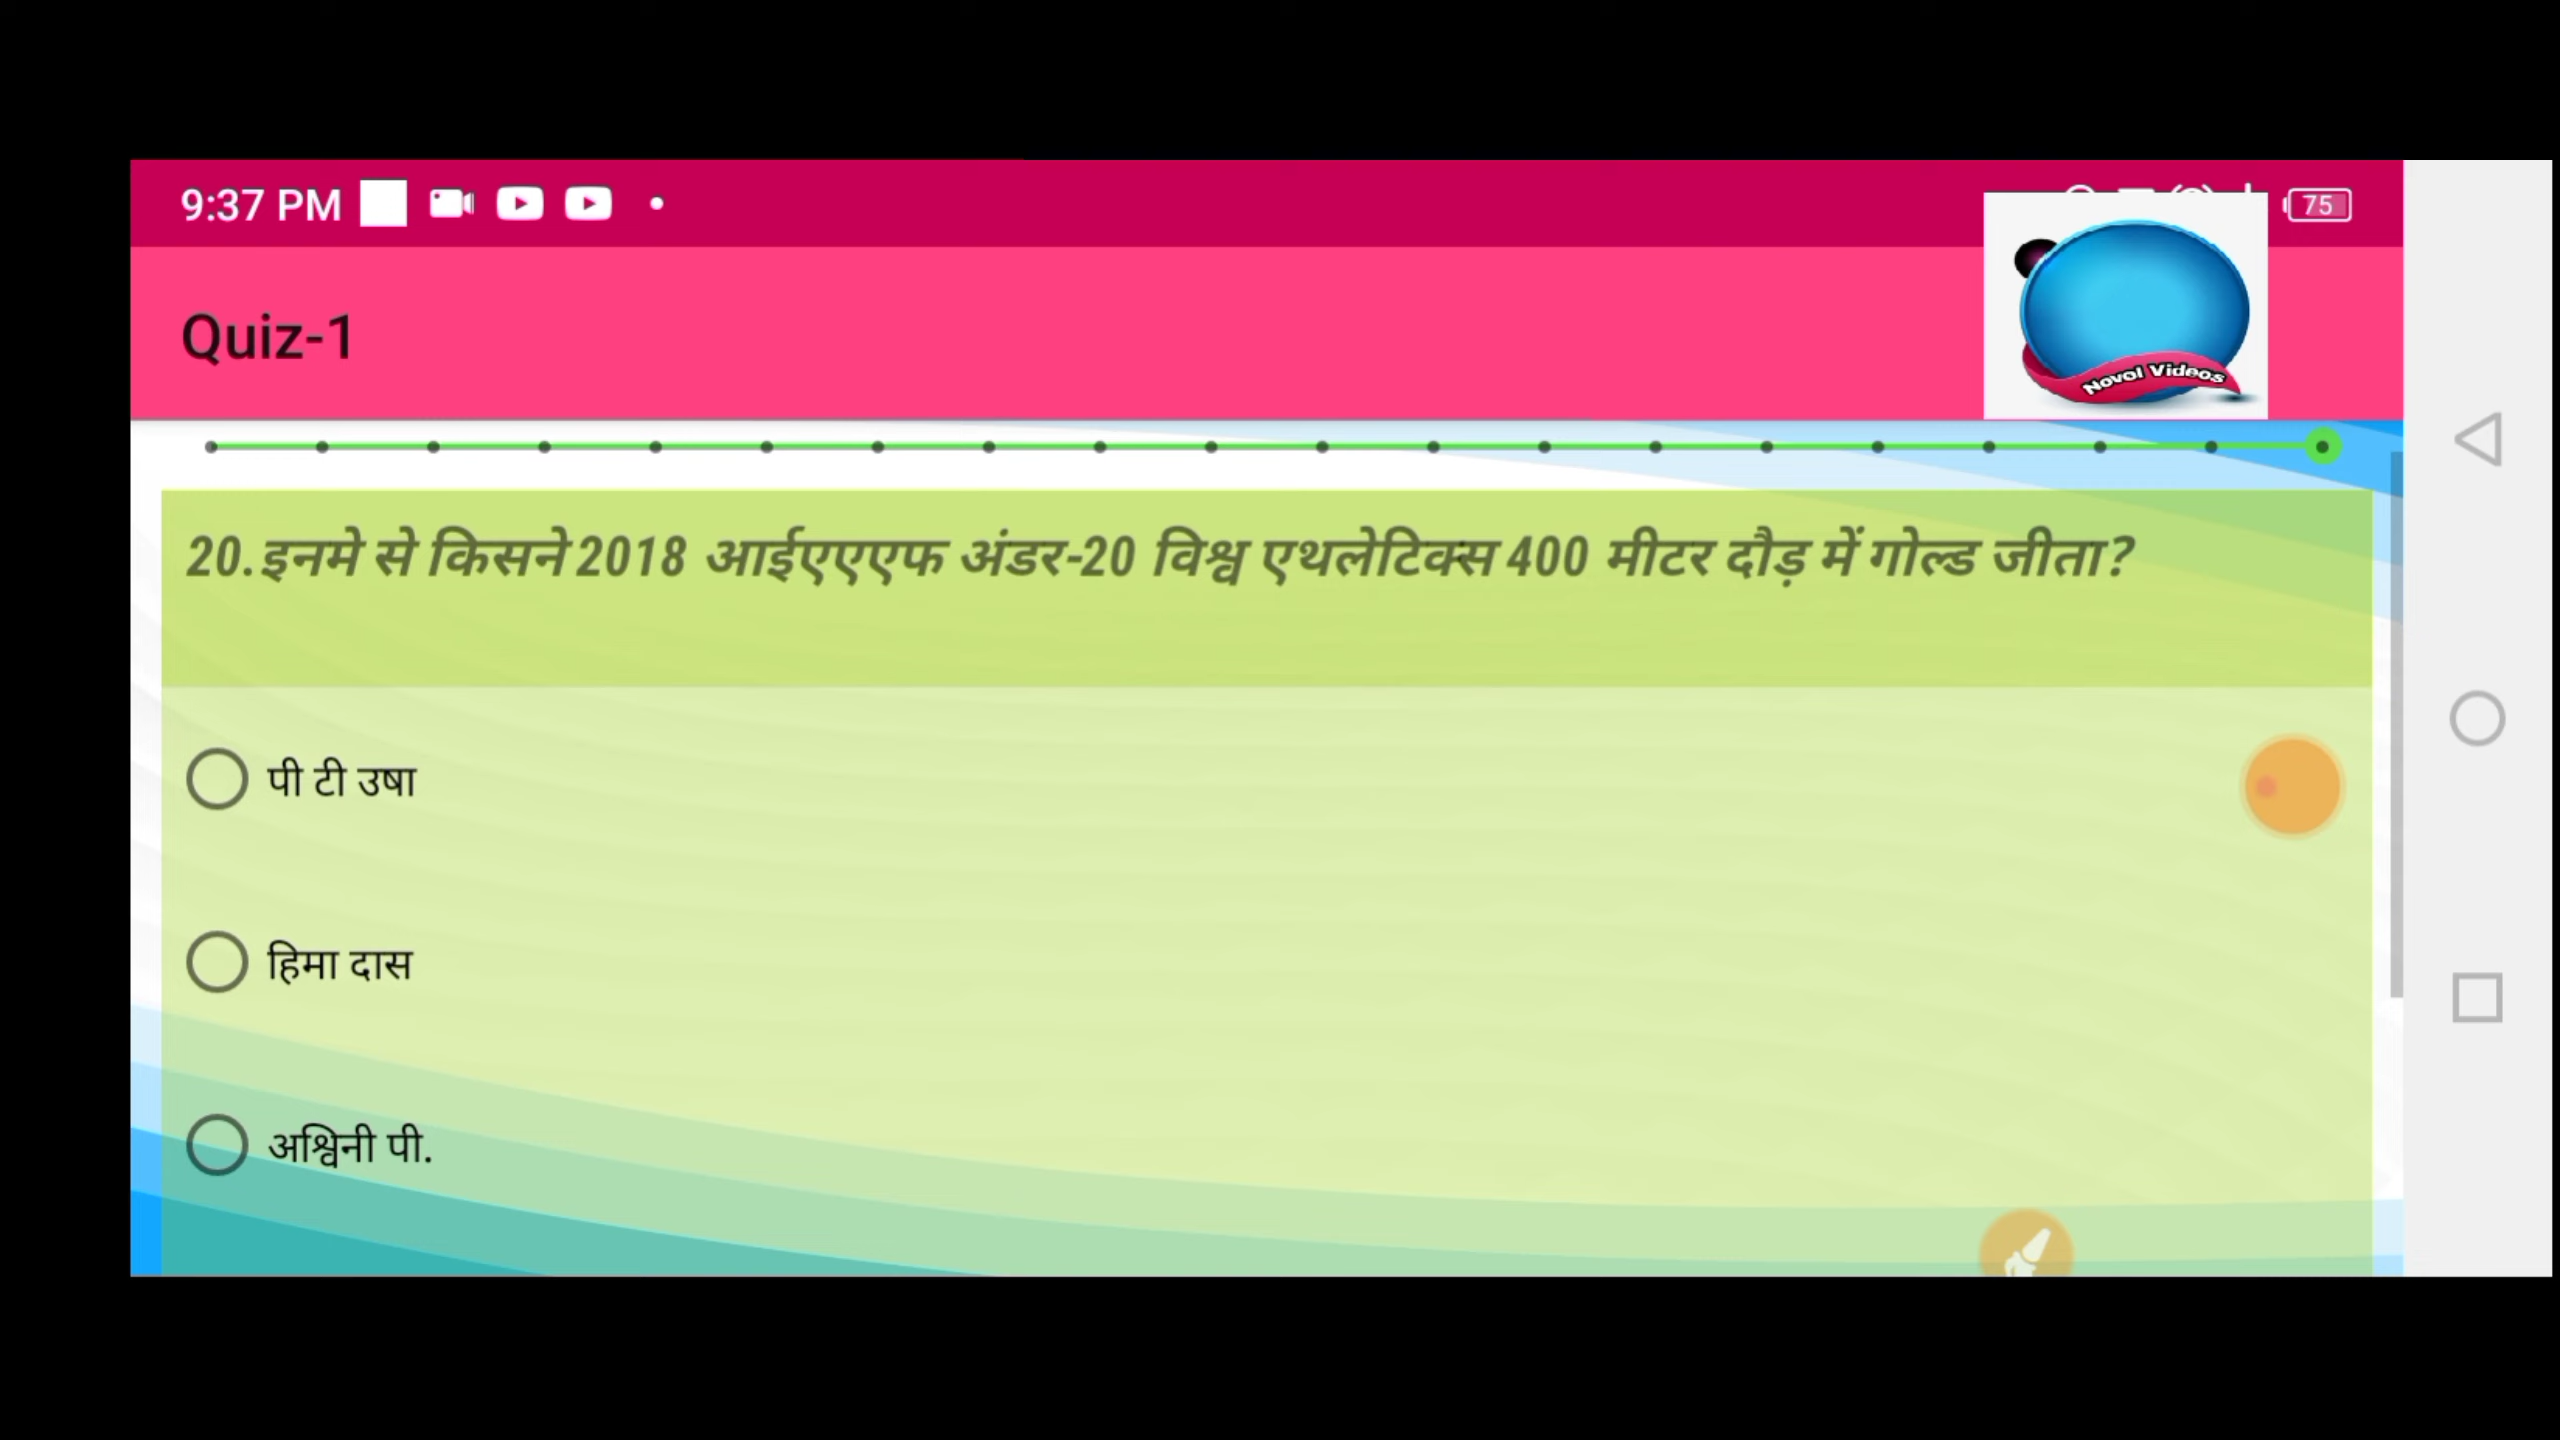 9:37 PM
75
Quiz-1
Novol Videos
20.इनमे से किसने 2018 आईएएएफ अंडर-20 विश्व एथलेटिक्स 400 मीटर दौड़ में गोल्ड जीता?
पी टी उषा
हिमा दास
अश्विनी पी.